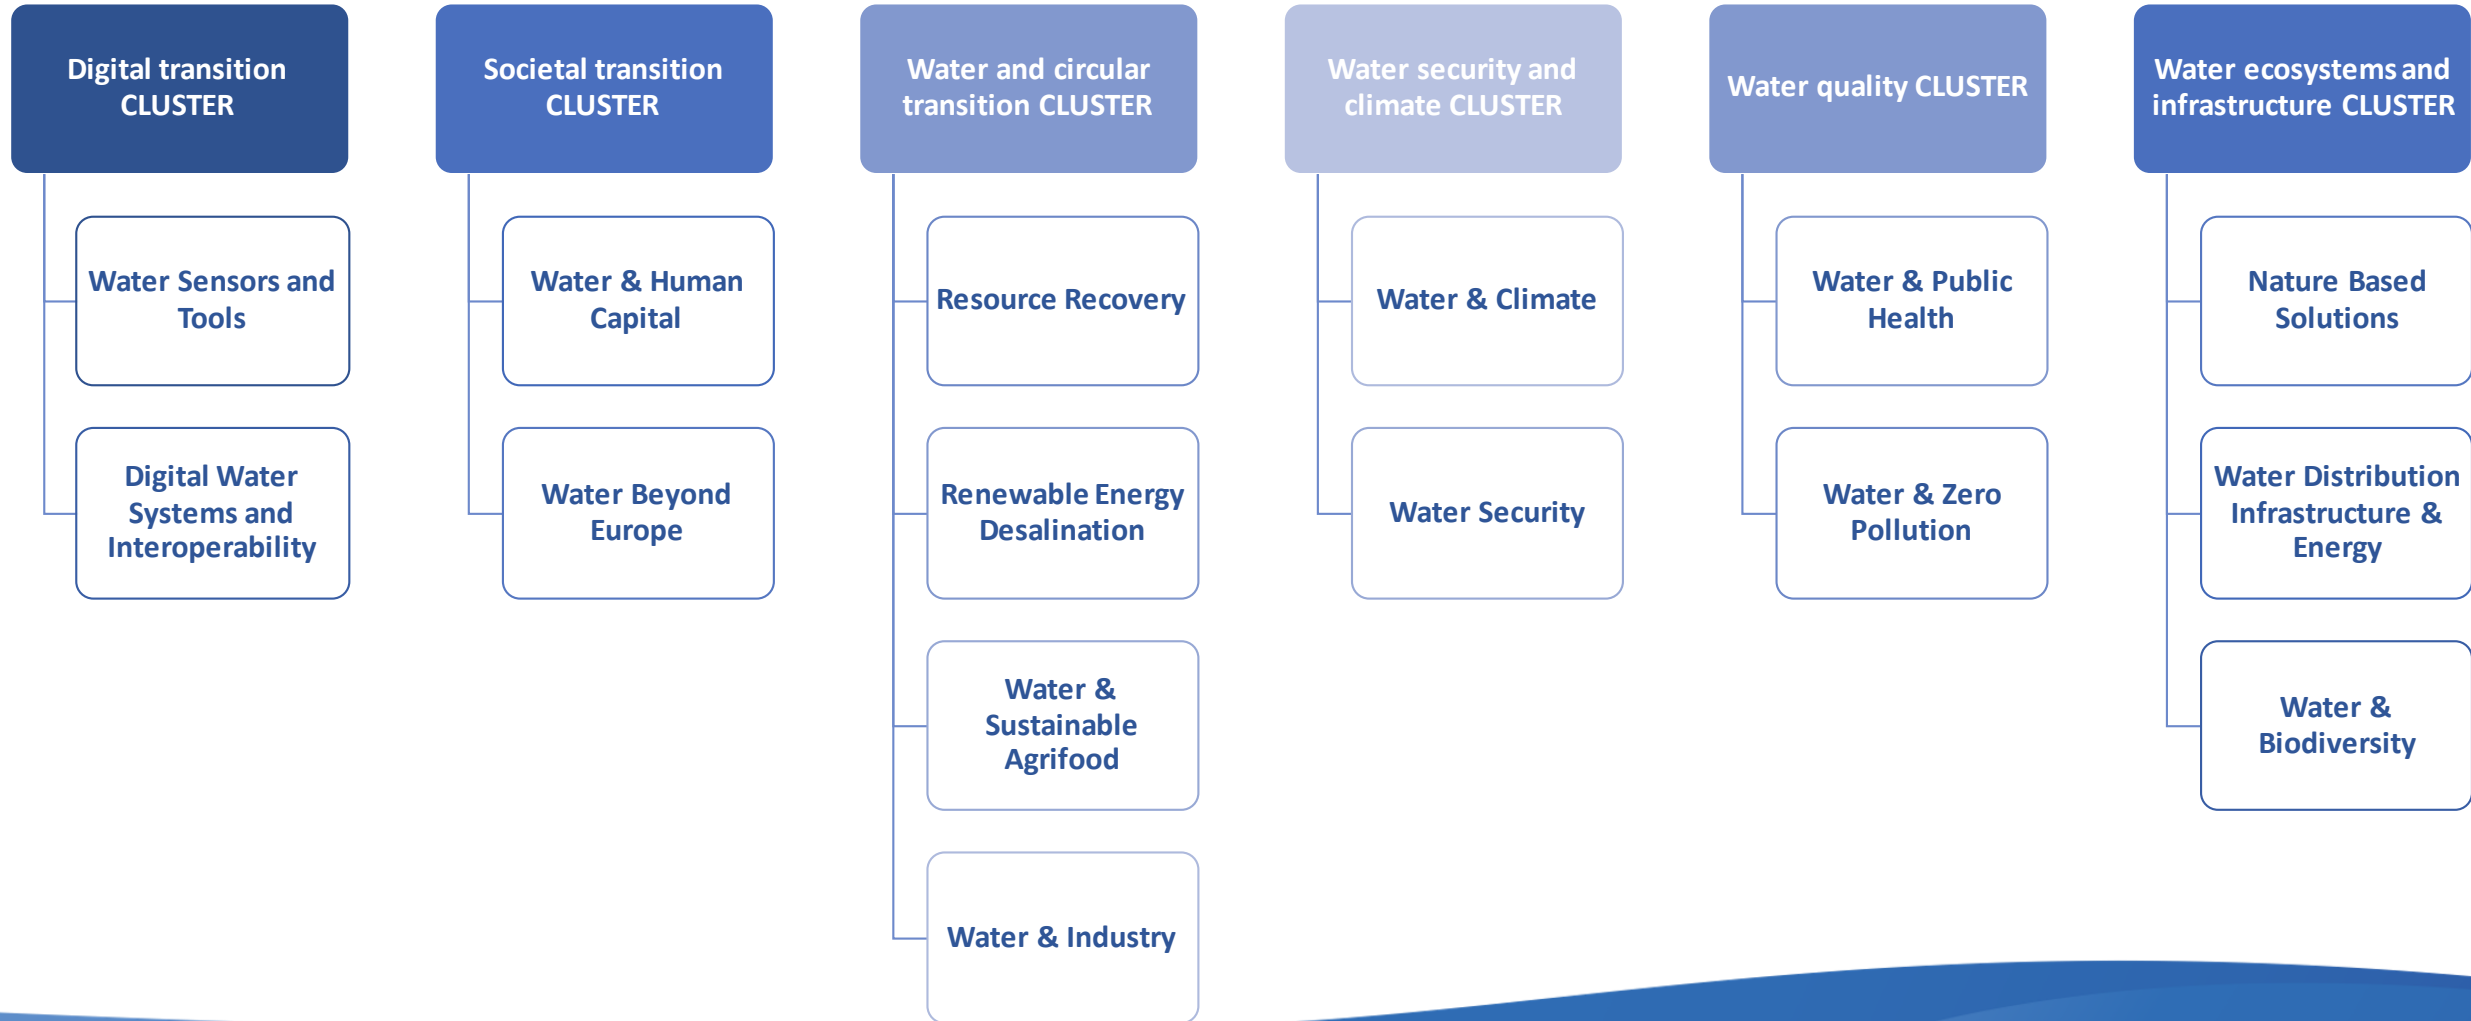 Digital transition
CLUSTER
Water Sensors and
Tools
Digital Water
Systems and
Interoperability
Societal transition
CLUSTER
Water & Human
Capital
Water Beyond
Europe
Water and circular
transition CLUSTER
Resource Recovery
Renewable Energy
Desalination
Water &
Sustainable
Agrifood
Water & Industry
Water security and
climate CLUSTER
Water & Climate
Water Security
Water quality CLUSTER
Water & Public
Health
Water & Zero
Pollution
Water ecosystems and
infrastructure CLUSTER
Nature Based
Solutions
Water Distribution
Infrastructure &
Energy
Water &
Biodiversity